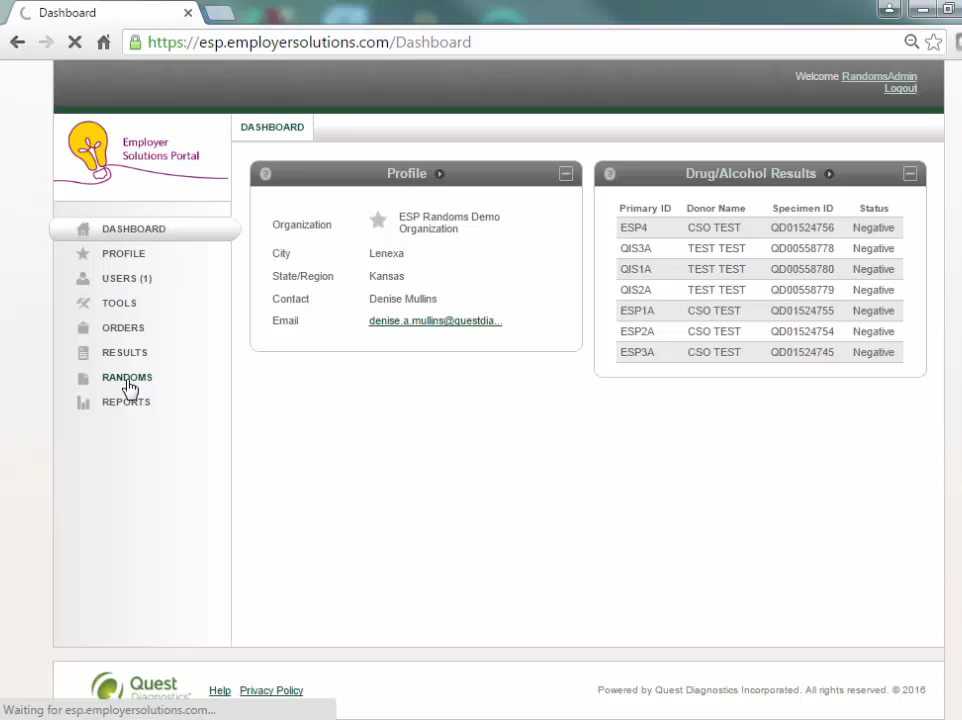 Dashboard
https://esp.employersolutions.com/Dashboard
Welcome RandomsAdmin
Logout
Employer
Solutions Portal
DASHBOARD
DASHBOARD
PROFILE
USERS (1)
TOOLS
ORDERS
RESULTS
RANDOMS
REPORTS
Profile
Organization ESP Randoms Demo
Organization
City Lenexa
State/Region Kansas
Contact Denise Mullins
Email denise.a.mullins@questdia...
Drug/Alcohol Results
Primary ID Donor Name Specimen ID Status
ESP4 CSO TEST QD01524756 Negative
QIS3A TEST TEST QD00558778 Negative
QIS1A TEST TEST QD00558780 Negative
QIS2A TEST TEST QD00558779 Negative
ESP1A CSO TEST QD01524755 Negative
ESP2A CSO TEST QD01524754 Negative
ESP3A CSO TEST QD01524745 Negative
Quest
Diagnostics
Help Privacy Policy
Powered by Quest Diagnostics Incorporated. All rights reserved. © 2016
Waiting for esp.employersolutions.com...